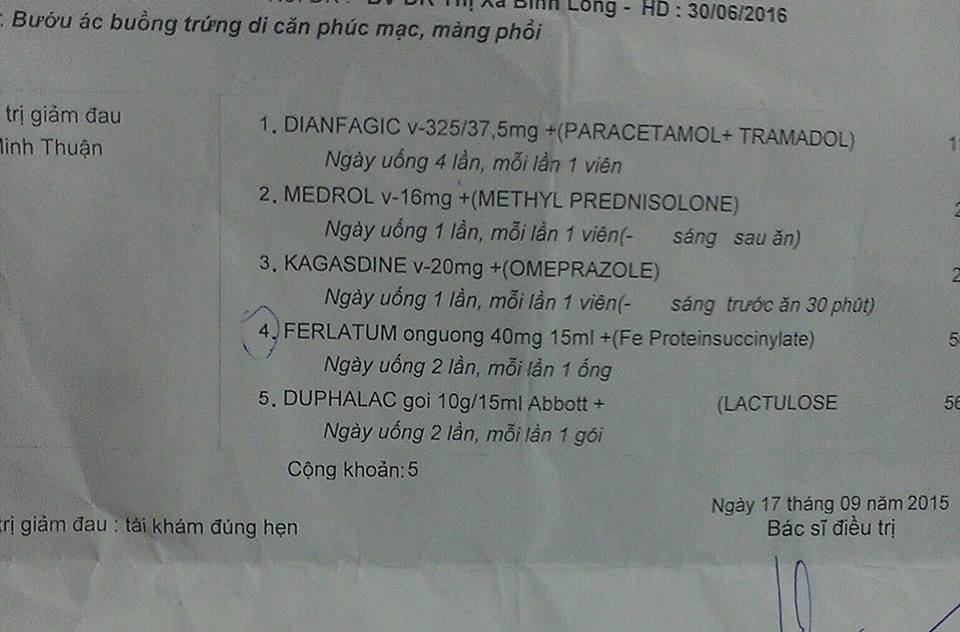 Thị Xã Bình Long - HD : 30/06/2016
: Bướu ác buồng trứng di căn phúc mạc, màng phổi
trị giảm đau
Minh Thuận
1. DIANFAGIC v-325/37,5mg +(PARACETAMOL+ TRAMADOL)
Ngày uống 4 lần, mỗi lần 1 viên
2. MEDROL v-16mg +(METHYL PREDNISOLONE)
Ngày uống 1 lần, mỗi lần 1 viên(- sáng sau ăn)
3. KAGASDINE v-20mg +(OMEPRAZOLE)
Ngày uống 1 lần, mỗi lần 1 viên(- sáng trước ăn 30 phút)
4. FERLATUM onguong 40mg 15ml +(Fe Proteinsuccinylate)
Ngày uống 2 lần, mỗi lần 1 ống
5. DUPHALAC goi 10g/15ml Abbott + (LACTULOSE 56
Ngày uống 2 lần, mỗi lần 1 gói
Cộng khoản:5
Ngày 17 tháng 09 năm 2015
Bác sĩ điều trị
trị giảm đau : tái khám đúng hẹn